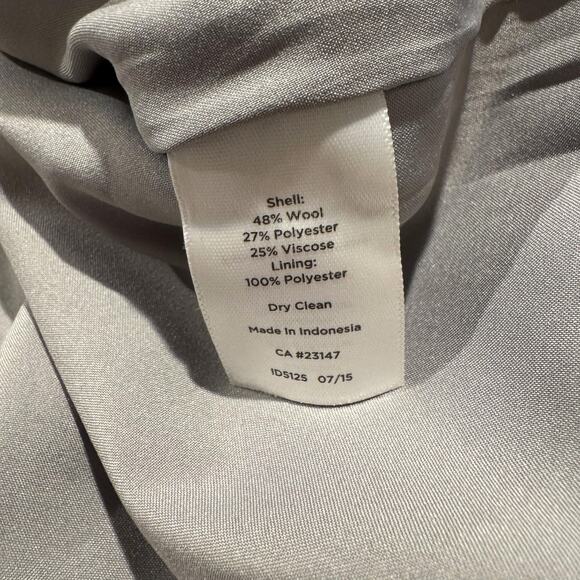 Shell:
48% Wool
27% Polyester
25% Viscose
Lining:
100% Polyester
Dry Clean
Made In Indonesia
CA #23147
ID5125 07/15